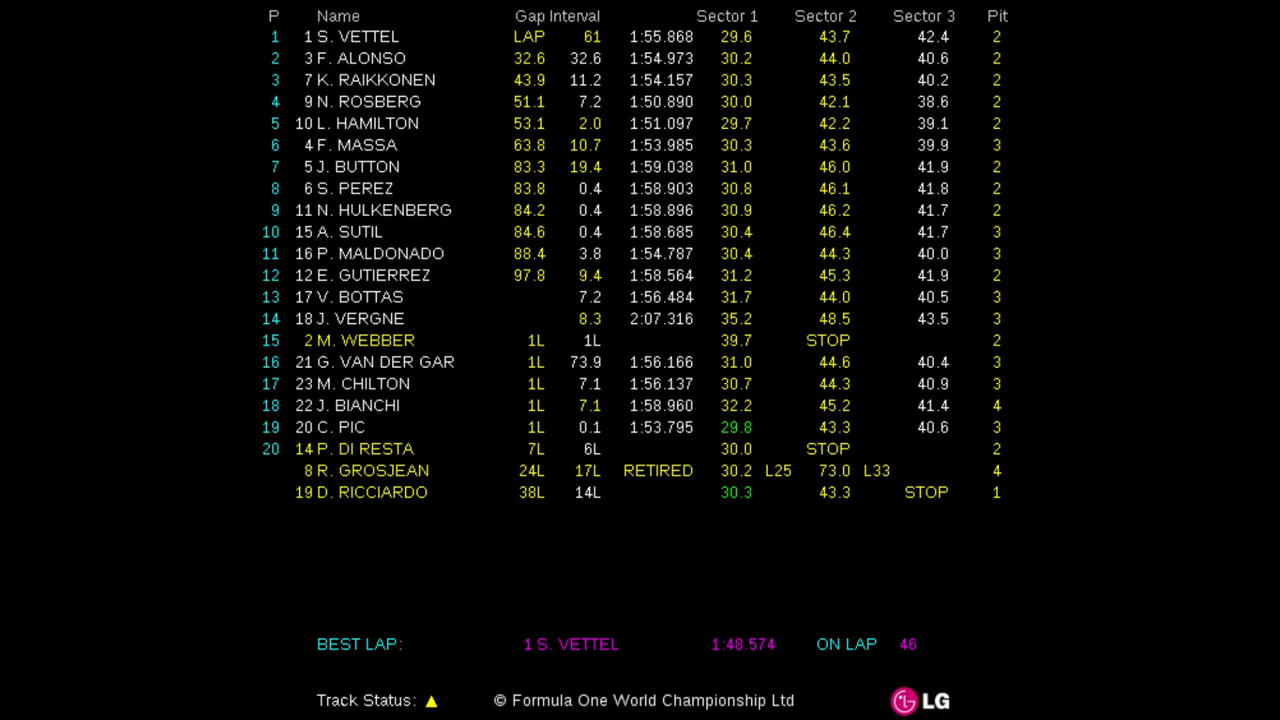 P Name Gap Interval Sector 1 Sector 2 Sector 3 Pit
1 1 S. VETTEL LAP 61 1:55.868 29.6 43.7 42.4 2
2 3 F. ALONSO 32.6 32.6 1:54.973 30.2 44.0 40.6 2
3 7 K. RAIKKONEN 43.9 11.2 1:54.157 30.3 43.5 40.2 2
4 9 N. ROSBERG 51.1 7.2 1:50.890 30.0 42.1 38.6 2
5 10 L. HAMILTON 53.1 2.0 1:51.097 29.7 42.2 39.1 2
6 4 F. MASSA 63.8 10.7 1:53.985 30.3 43.6 39.9 3
7 5 J. BUTTON 83.3 19.4 1:59.038 31.0 46.0 41.9 2
8 6 S. PEREZ 83.8 0.4 1:58.903 30.8 46.1 41.8 2
9 11 N. HULKENBERG 84.2 0.4 1:58.896 30.9 46.2 41.7 2
10 15 A. SUTIL 84.6 0.4 1:58.685 30.4 46.4 41.7 3
11 16 P. MALDONADO 88.4 3.8 1:54.787 30.4 44.3 40.0 3
12 12 E. GUTIERREZ 97.8 9.4 1:58.564 31.2 45.3 41.9 2
13 17 V. BOTTAS 7.2 1:56.484 31.7 44.0 40.5 3
14 18 J. VERGNE 8.3 2:07.316 35.2 48.5 43.5 3
15 2 M. WEBBER 1L 1L 39.7 STOP 2
16 21 G. VAN DER GAR 1L 73.9 1:56.166 31.0 44.6 40.4 3
17 23 M. CHILTON 1L 7.1 1:56.137 30.7 44.3 40.9 3
18 22 J. BIANCHI 1L 7.1 1:58.960 32.2 45.2 41.4 4
19 20 C. PIC 1L 0.1 1:53.795 29.8 43.3 40.6 3
20 14 P. DI RESTA 7L 6L 30.0 STOP 2
8 R. GROSJEAN 24L 17L RETIRED 30.2 L25 73.0 L33 4
19 D. RICCIARDO 38L 14L 30.3 43.3 STOP 1
BEST LAP: 1 S. VETTEL 1:48.574 ON LAP 46
Track Status: © Formula One World Championship Ltd LG